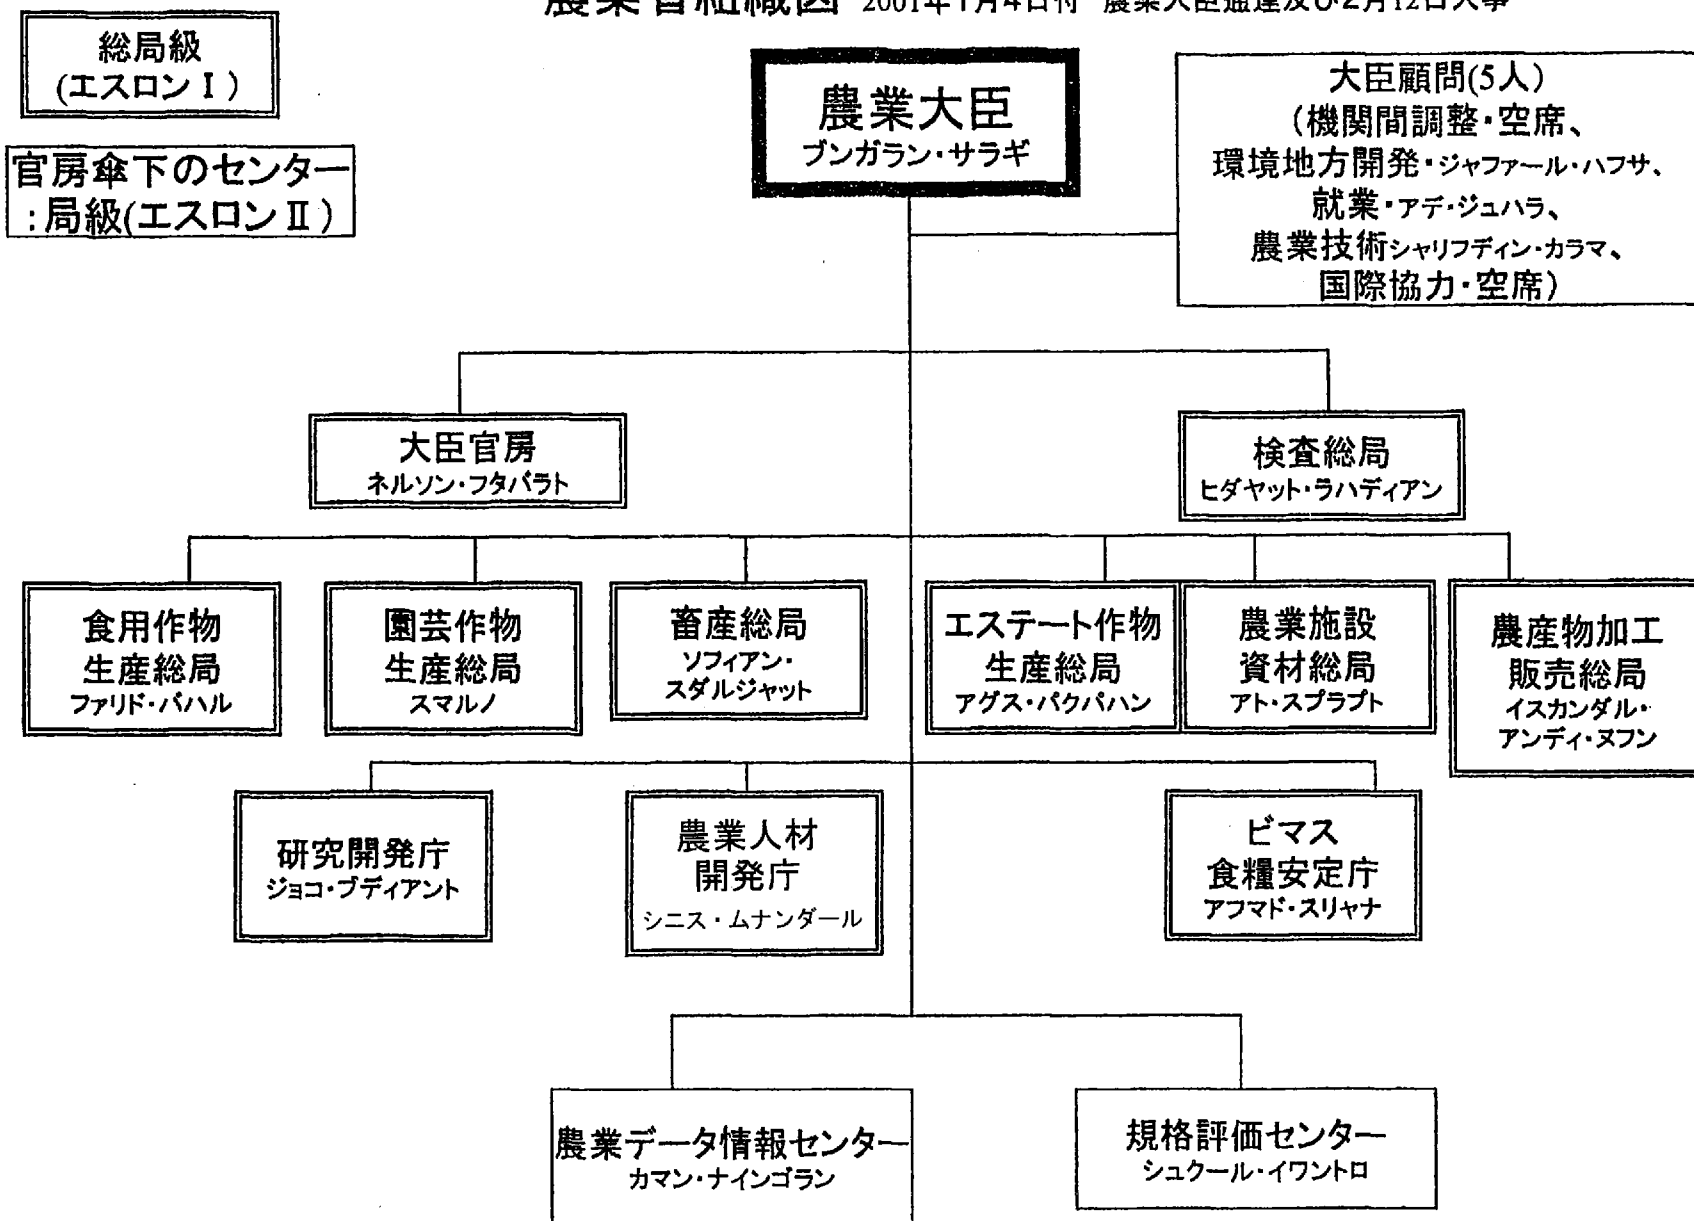 農業省組織図 2001年1月4日付 農業大臣通達及び2月12日人事
総局級
(エスロンⅠ)
官房傘下のセンター
:局級(エスロンⅡ)
農業大臣
ブンガラン・サラギ
大臣顧問(5人)
(機関間調整・空席、
環境地方開発・ジャファール・ハフサ、
就業・アデ・ジュハラ、
農業技術シャリフディン・カラマ、
国際協力・空席)
大臣官房
ネルソン・フタバラト
検査総局
ヒダヤット・ラハディアン
食用作物
生産総局
ファリド・バハル
園芸作物
生産総局
スマルノ
畜産総局
ソフィアン・
スダルジャット
エステート作物
生産総局
アグス・パクパハン
農業施設
資材総局
アト・スプラプト
農産物加工
販売総局
イスカンダル・
アンディ・ヌフン
研究開発庁
ジョコ・ブディアント
農業人材
開発庁
シニス・ムナンダール
ビマス
食糧安定庁
アフマド・スリャナ
農業データ情報センター
カマン・ナインゴラン
規格評価センター
シュクール・イワントロ